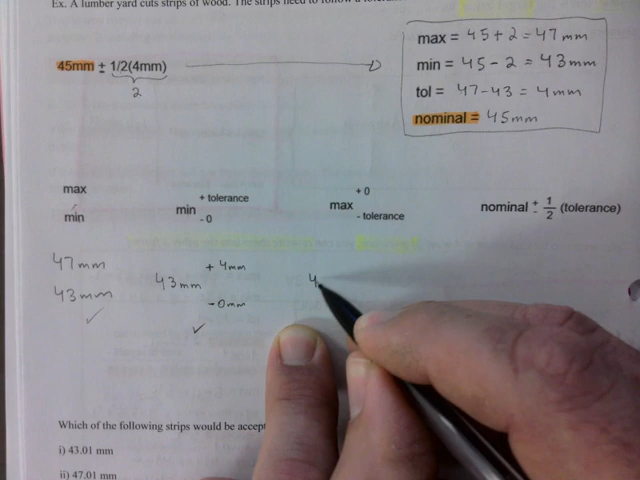 Ex. A lumber yard cuts strips of wood. The strips need to follow a
max = 45 + 2 = 47 mm
45mm ± 1/2(4mm)
2
min = 45 - 2 = 43 mm
tol = 47 - 43 = 4 mm
nominal = 45 mm
max
min
min + tolerance
- 0
max + 0
- tolerance
nominal ± 1/2 (tolerance)
47 mm
43 mm
✓
43 mm + 4 mm
- 0 mm
✓
4
Which of the following strips would be accept
i) 43.01 mm
ii) 47.01 mm